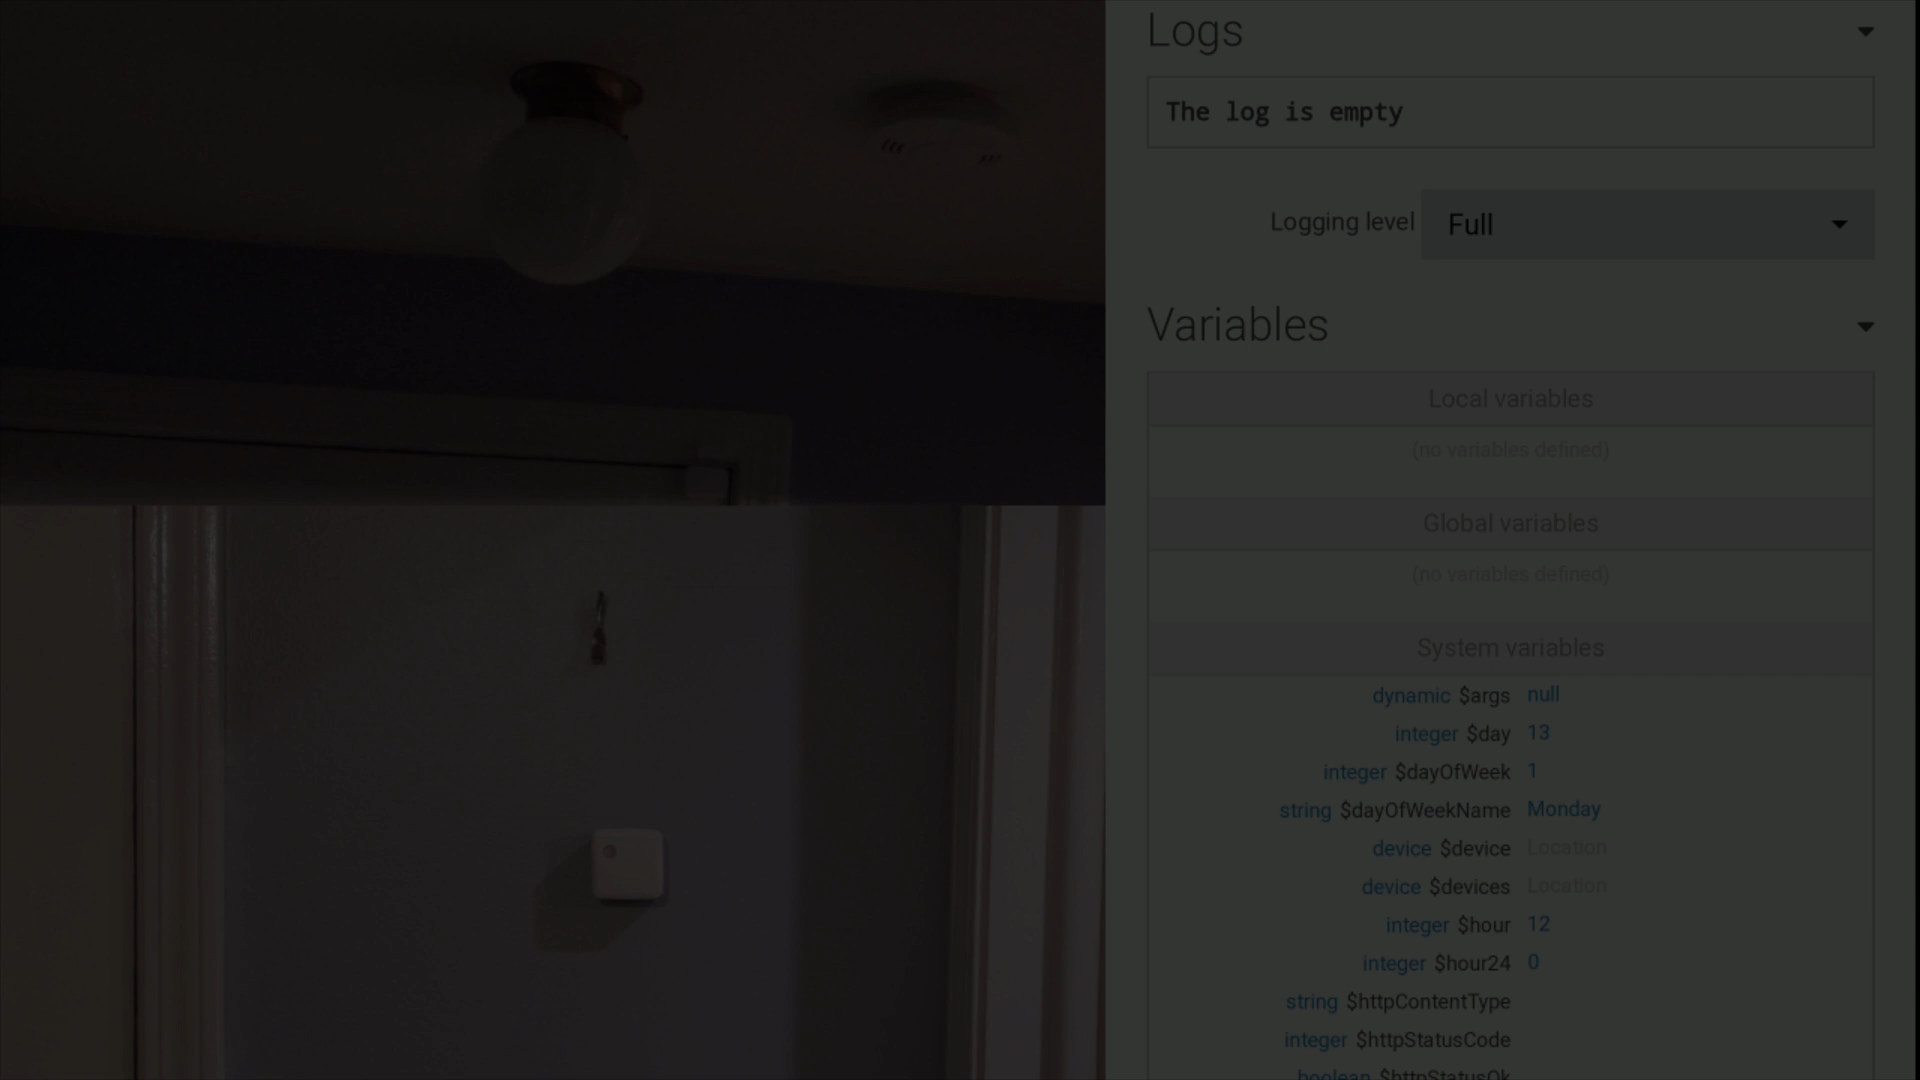 Logs
The log is empty
Logging level Full
Variables
Local variables
(no variables defined)
Global variables
(no variables defined)
System variables
dynamic $args null
integer $day 13
integer $dayOfWeek 1
string $dayOfWeekName Monday
device $device Location
device $devices Location
integer $hour 12
integer $hour24 0
string $httpContentType
integer $httpStatusCode
boolean $httpStatusOk